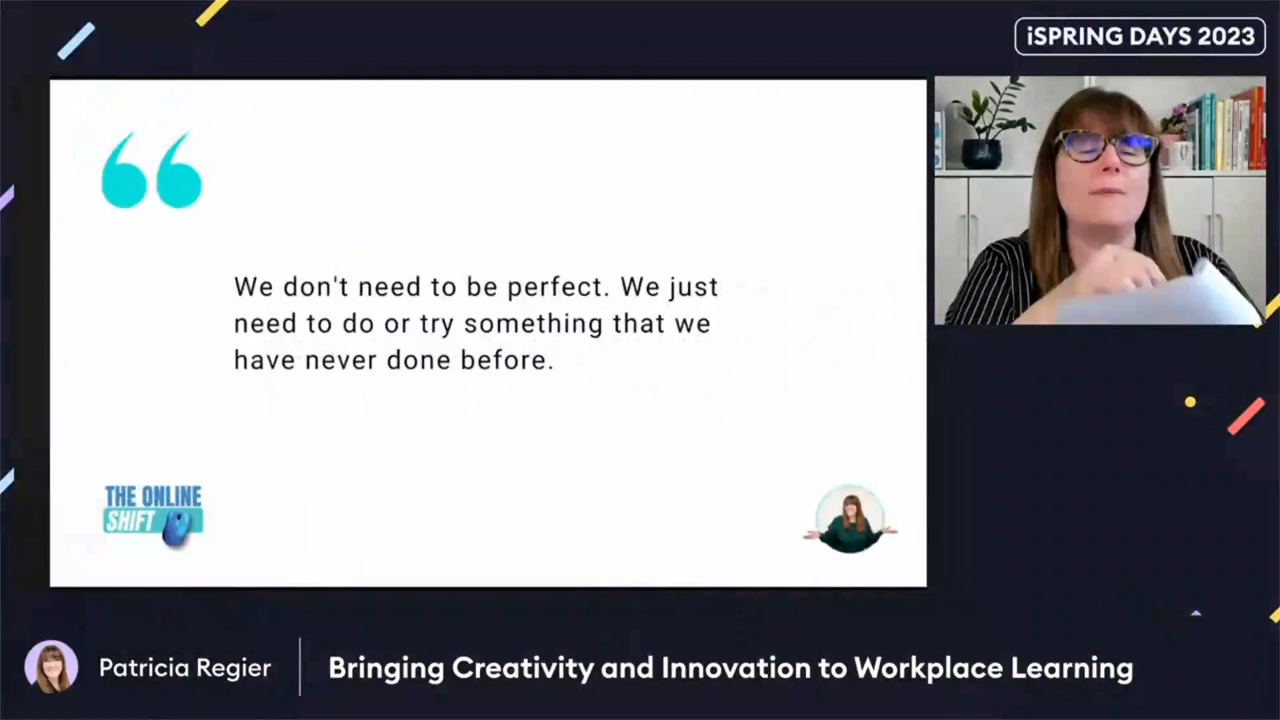 iSPRING DAYS 2023
We don't need to be perfect. We just
need to do or try something that we
have never done before.
THE ONLINE
SHIFT
Patricia Regier
Bringing Creativity and Innovation to Workplace Learning